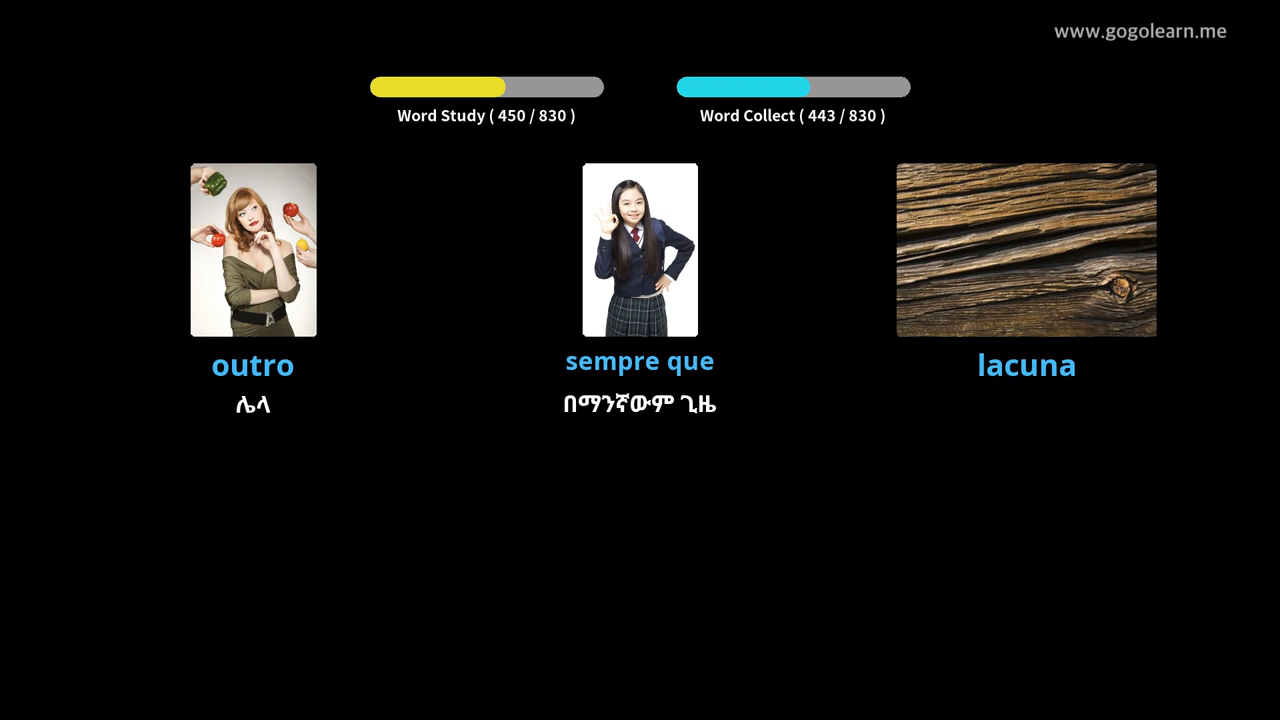 www.gogolearn.me
Word Study ( 450 / 830 )
Word Collect ( 443 / 830 )
outro
ሌላ
sempre que
በማንኛውም ጊዜ
lacuna